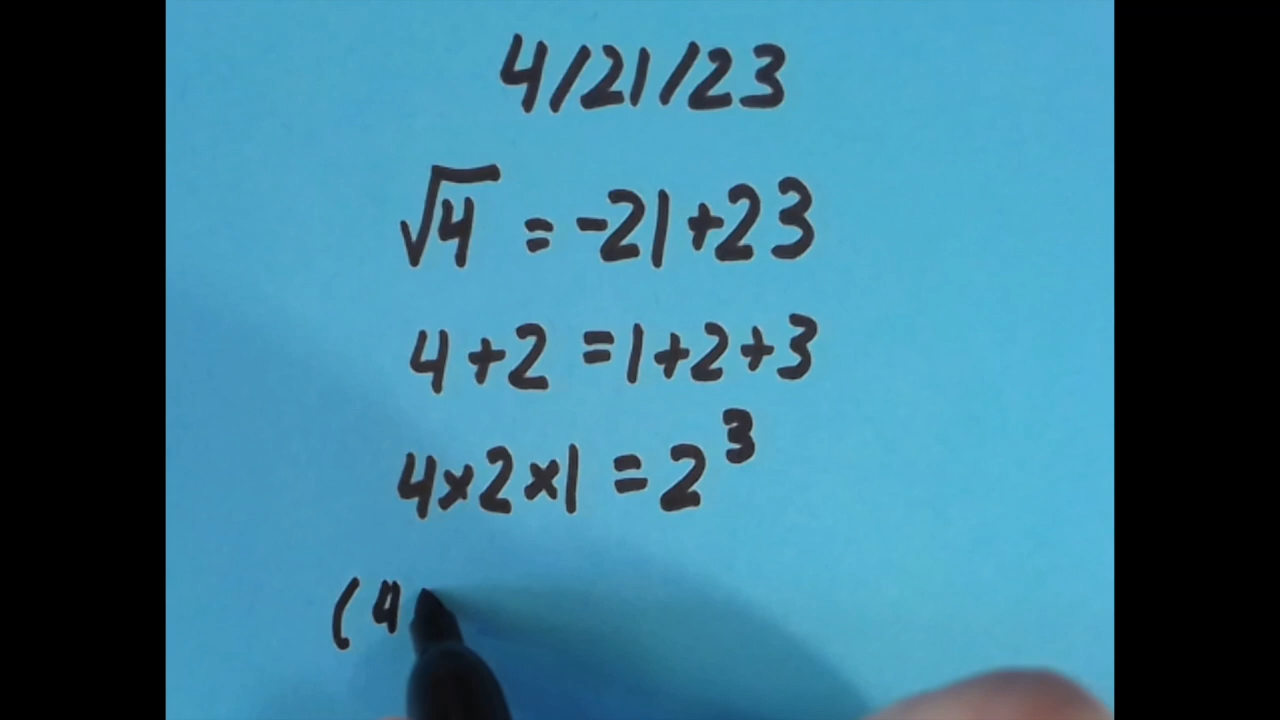 4/21/23
√4 = -21+23
4+2 = 1+2+3
4×2×1 = 2³
(4